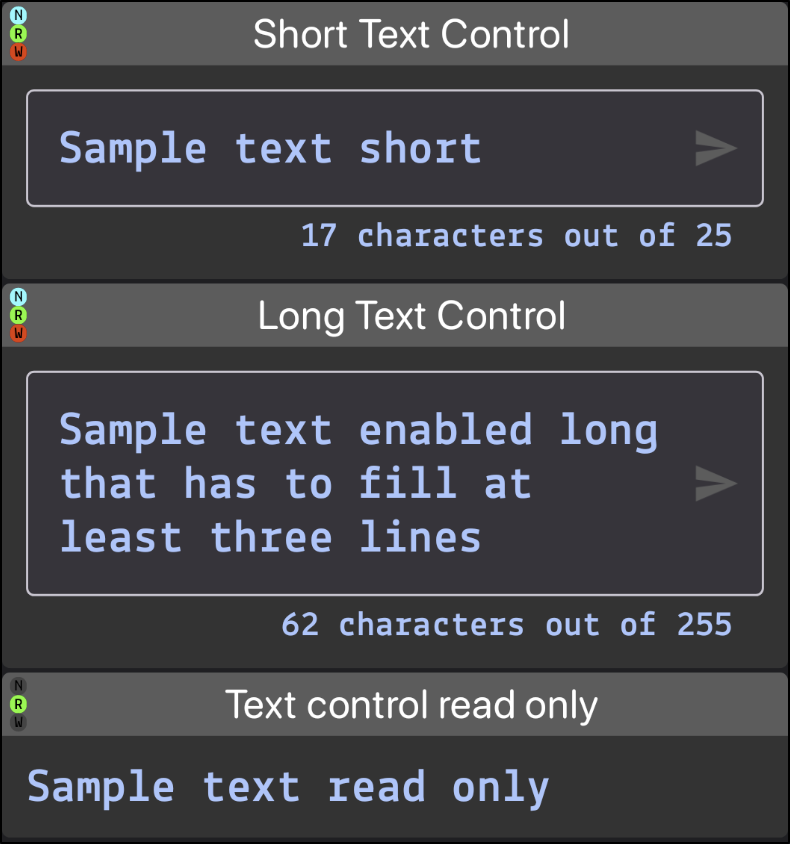 N
R
W
Short Text Control
Sample text short
17 characters out of 25
N
R
W
Long Text Control
Sample text enabled long
that has to fill at
least three lines
62 characters out of 255
N
R
W
Text control read only
Sample text read only